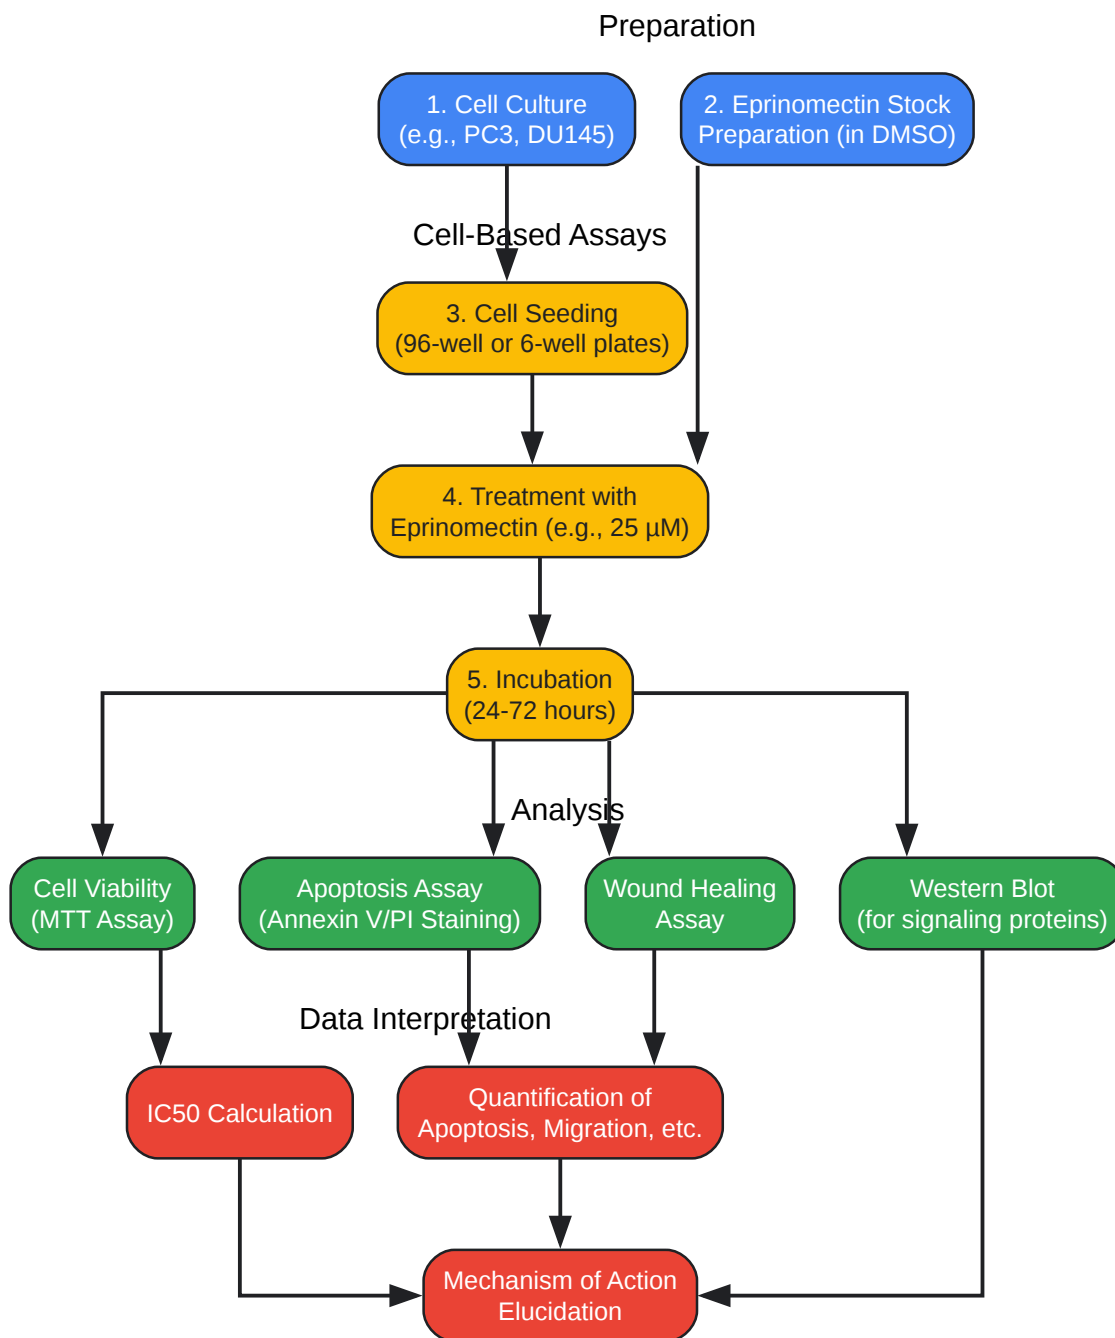 Preparation
1. Cell Culture
(e.g., PC3, DU145)
2. Eprinomectin Stock
Preparation (in DMSO)
Cell-Based Assays
3. Cell Seeding
(96-well or 6-well plates)
4. Treatment with
Eprinomectin (e.g., 25 µM)
5. Incubation
(24-72 hours)
Analysis
Cell Viability
(MTT Assay)
Apoptosis Assay
(Annexin V/PI Staining)
Wound Healing
Assay
Western Blot
(for signaling proteins)
Data Interpretation
IC50 Calculation
Quantification of
Apoptosis, Migration, etc.
Mechanism of Action
Elucidation